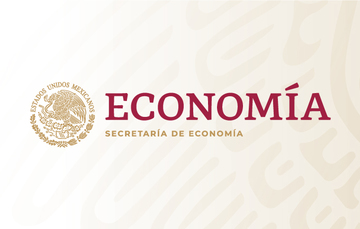 ESTADOS UNIDOS MEXICANOS
ECONOMÍA
SECRETARÍA DE ECONOMÍA